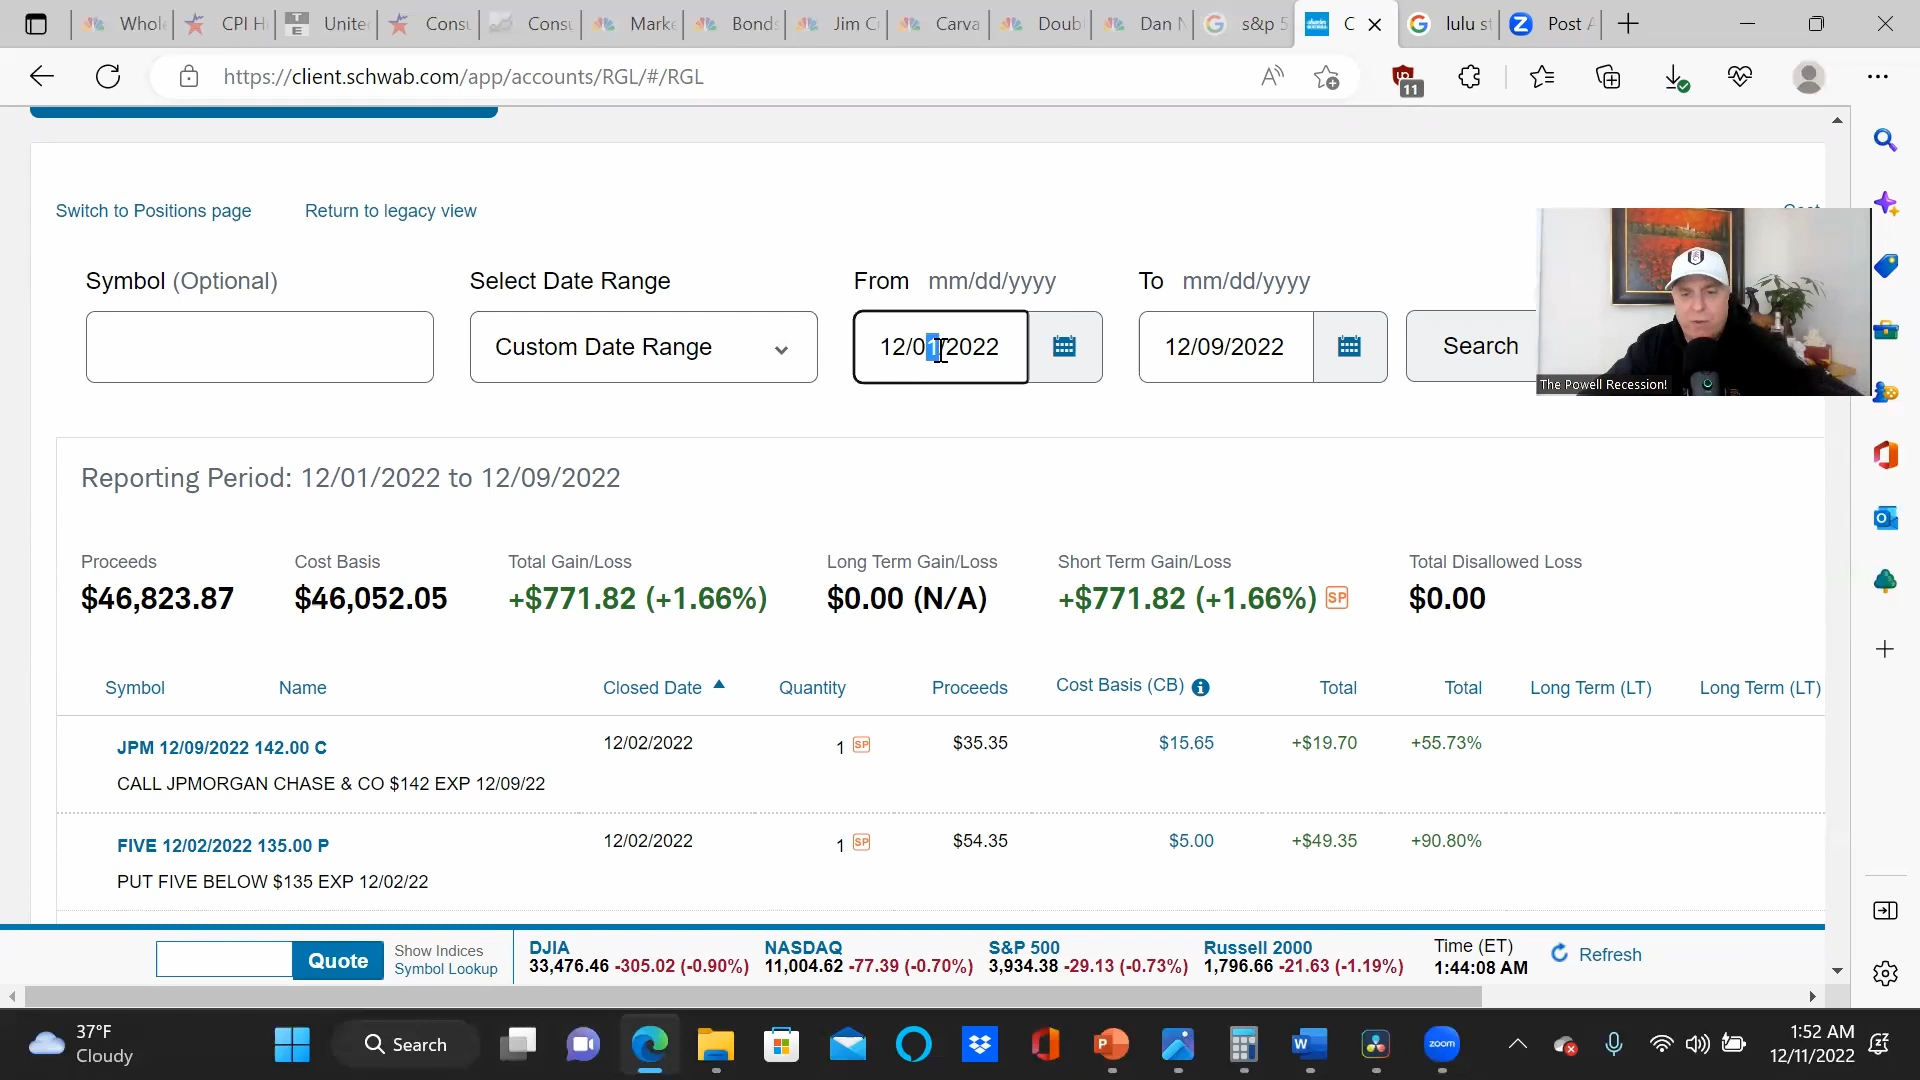 Whole
CPI H
Unite
Consu
Consu
Marke
Bonds
Jim C
Carva
Doub
Dan N
s&p 5
C
lulu st
Post A
https://client.schwab.com/app/accounts/RGL/#/RGL
11
Switch to Positions page
Return to legacy view
Symbol (Optional)
Select Date Range
From mm/dd/yyyy
To mm/dd/yyyy
Custom Date Range
12/01/2022
12/09/2022
Search
The Powell Recession!
Reporting Period: 12/01/2022 to 12/09/2022
Proceeds
Cost Basis
Total Gain/Loss
Long Term Gain/Loss
Short Term Gain/Loss
Total Disallowed Loss
$46,823.87
$46,052.05
+$771.82 (+1.66%)
$0.00 (N/A)
+$771.82 (+1.66%) SP
$0.00
Symbol
Name
Closed Date
Quantity
Proceeds
Cost Basis (CB)
Total
Total
Long Term (LT)
Long Term (LT)
JPM 12/09/2022 142.00 C
12/02/2022
1 SP
$35.35
$15.65
+$19.70
+55.73%
CALL JPMORGAN CHASE & CO $142 EXP 12/09/22
FIVE 12/02/2022 135.00 P
12/02/2022
1 SP
$54.35
$5.00
+$49.35
+90.80%
PUT FIVE BELOW $135 EXP 12/02/22
Quote
Show Indices
Symbol Lookup
DJIA
33,476.46 -305.02 (-0.90%)
NASDAQ
11,004.62 -77.39 (-0.70%)
S&P 500
3,934.38 -29.13 (-0.73%)
Russell 2000
1,796.66 -21.63 (-1.19%)
Time (ET)
1:44:08 AM
Refresh
37°F
Cloudy
Search
zoom
1:52 AM
12/11/2022